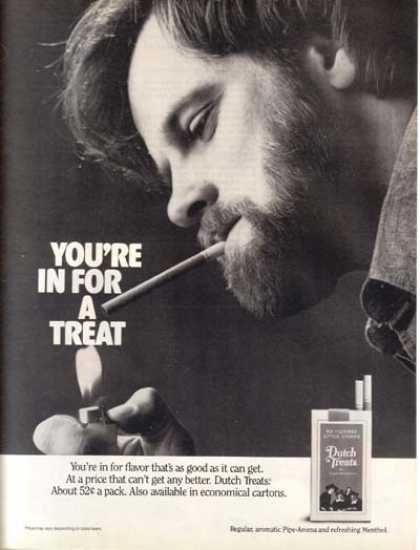 YOU'RE
IN FOR
A
TREAT
Dutch
Treats
You're in for flavor that's as good as it can get.
At a price that can't get any better. Dutch Treats:
About 52¢ a pack. Also available in economical cartons.
Regular, aromatic Pipe-Aroma and refreshing Menthol.